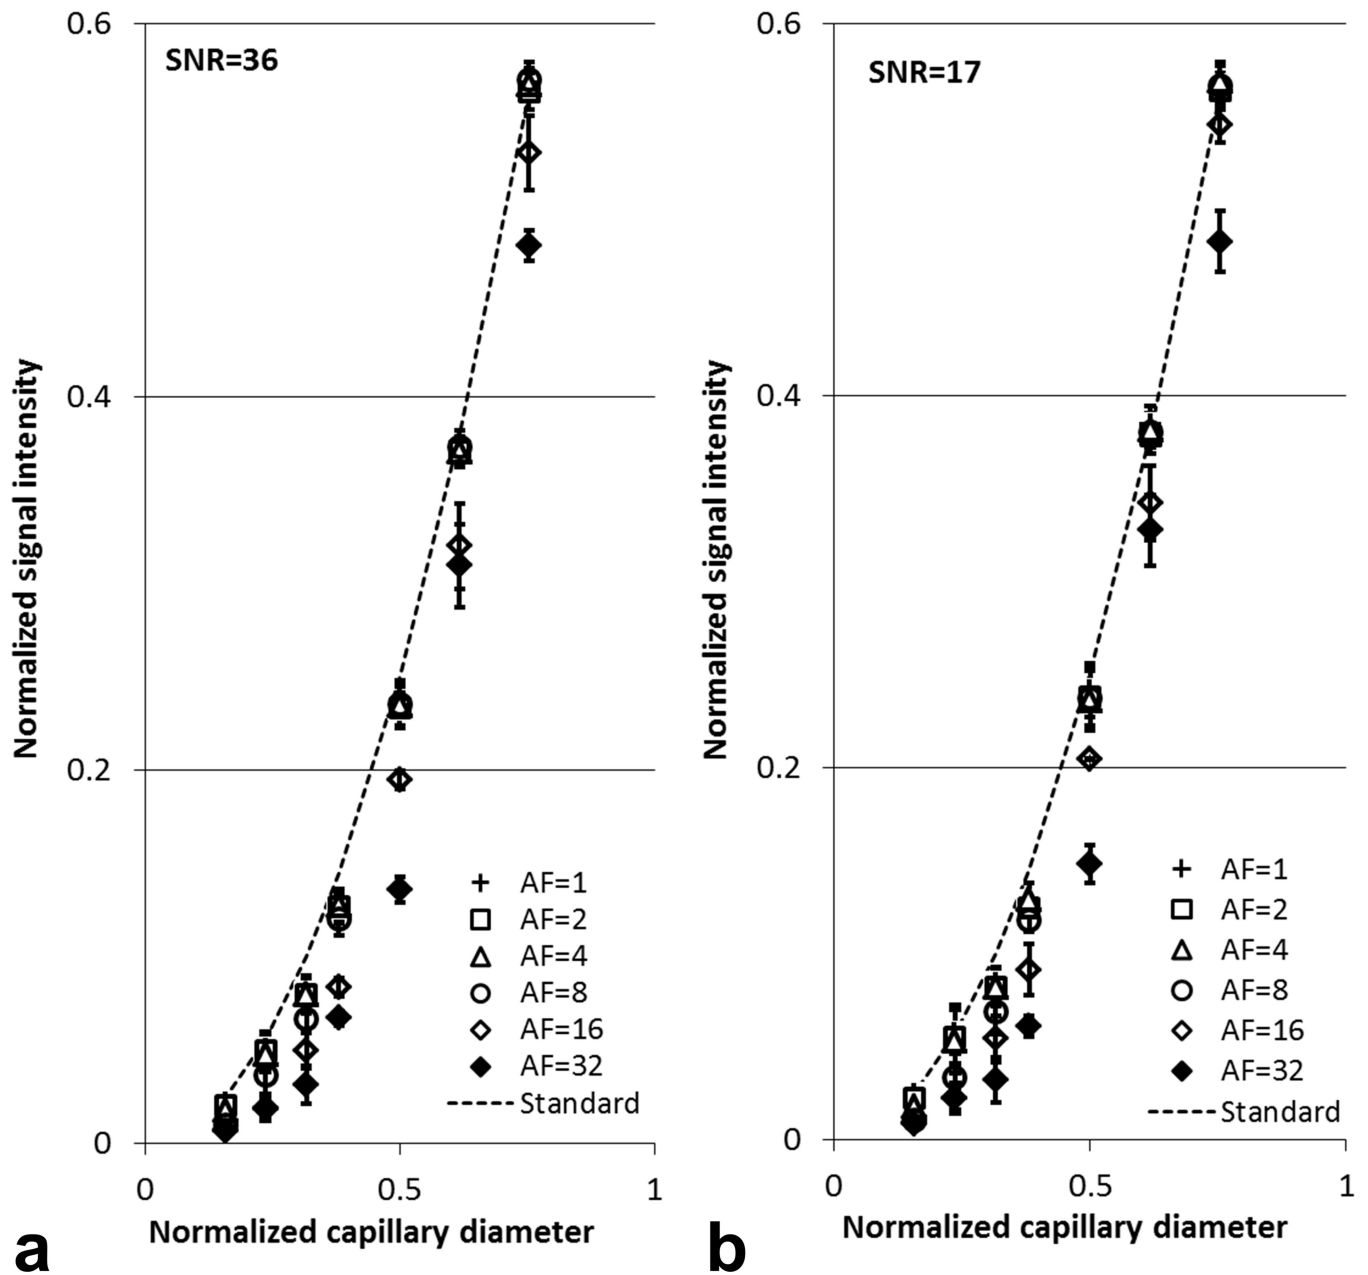 0.6
SNR=36
0.4
0.2
0
Normalized signal intensity
AF=1
AF=2
AF=4
AF=8
AF=16
AF=32
Standard
0
0.5
1
Normalized capillary diameter
a
0.6
SNR=17
0.4
0.2
0
Normalized signal intensity
AF=1
AF=2
AF=4
AF=8
AF=16
AF=32
Standard
0
0.5
1
Normalized capillary diameter
b